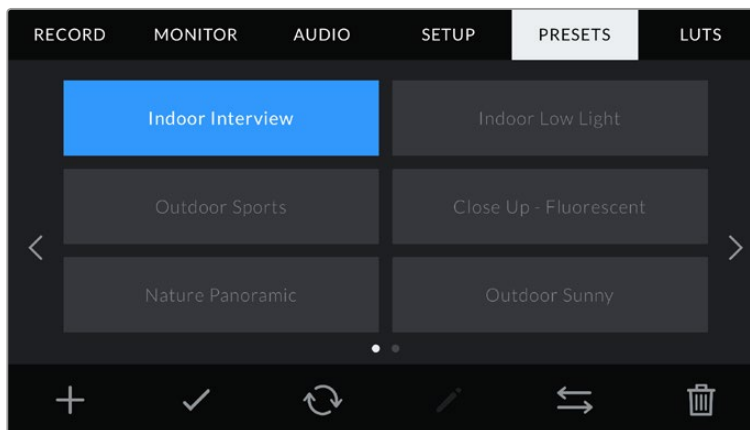 RECORD MONITOR AUDIO SETUP PRESETS LUTS
Indoor Interview Indoor Low Light
Outdoor Sports Close Up - Fluorescent
Nature Panoramic Outdoor Sunny